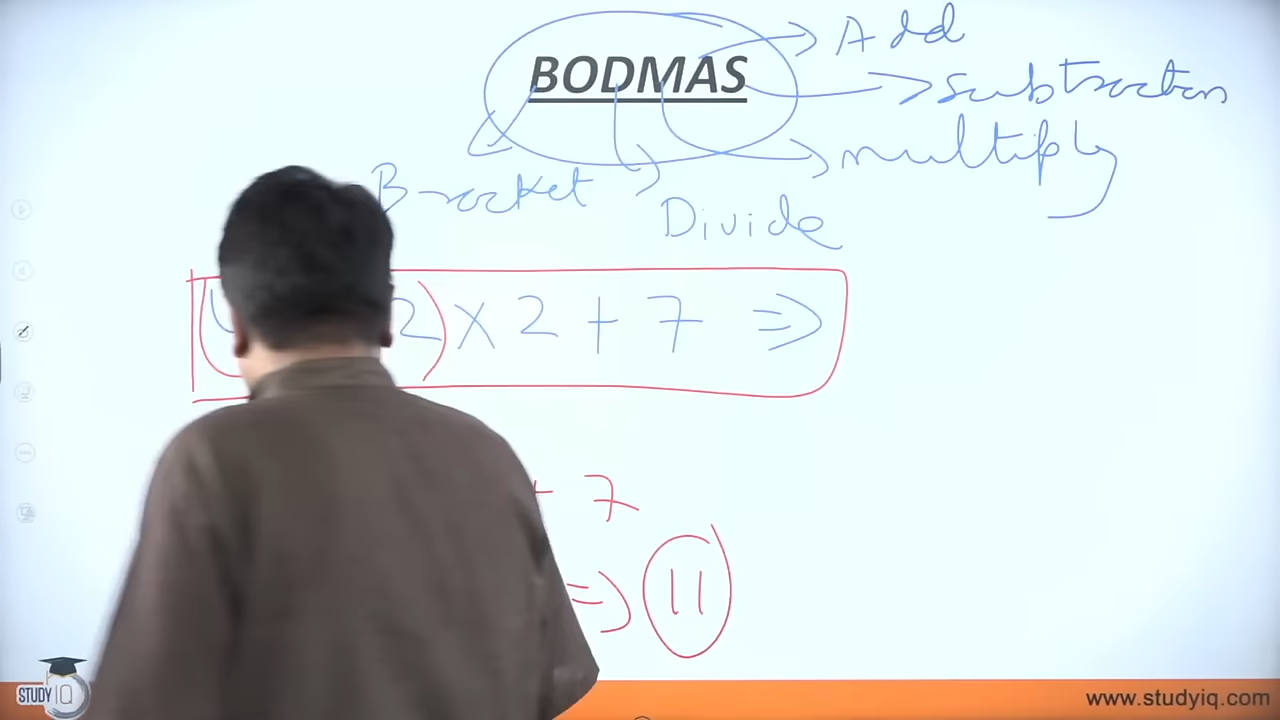 BODMAS
Add
Subtraction
multiply
Bracket
Divide
2) × 2 + 7 ⇒
+ 7
⇒ 11
STUDY IQ
www.studyiq.com